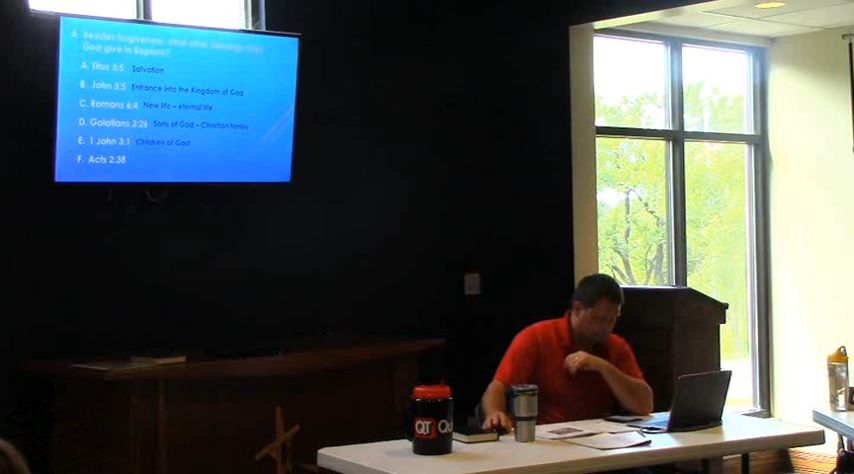 4. Besides forgiveness, what other blessings does
God give in Baptism?
A. Titus 3:5 Salvation
B. John 3:5 Entrance into the Kingdom of God
C. Romans 6:4 New life – eternal life
D. Galatians 3:26 Sons of God – Christian family
E. 1 John 3:1 Children of God
F. Acts 2:38
QT Qu